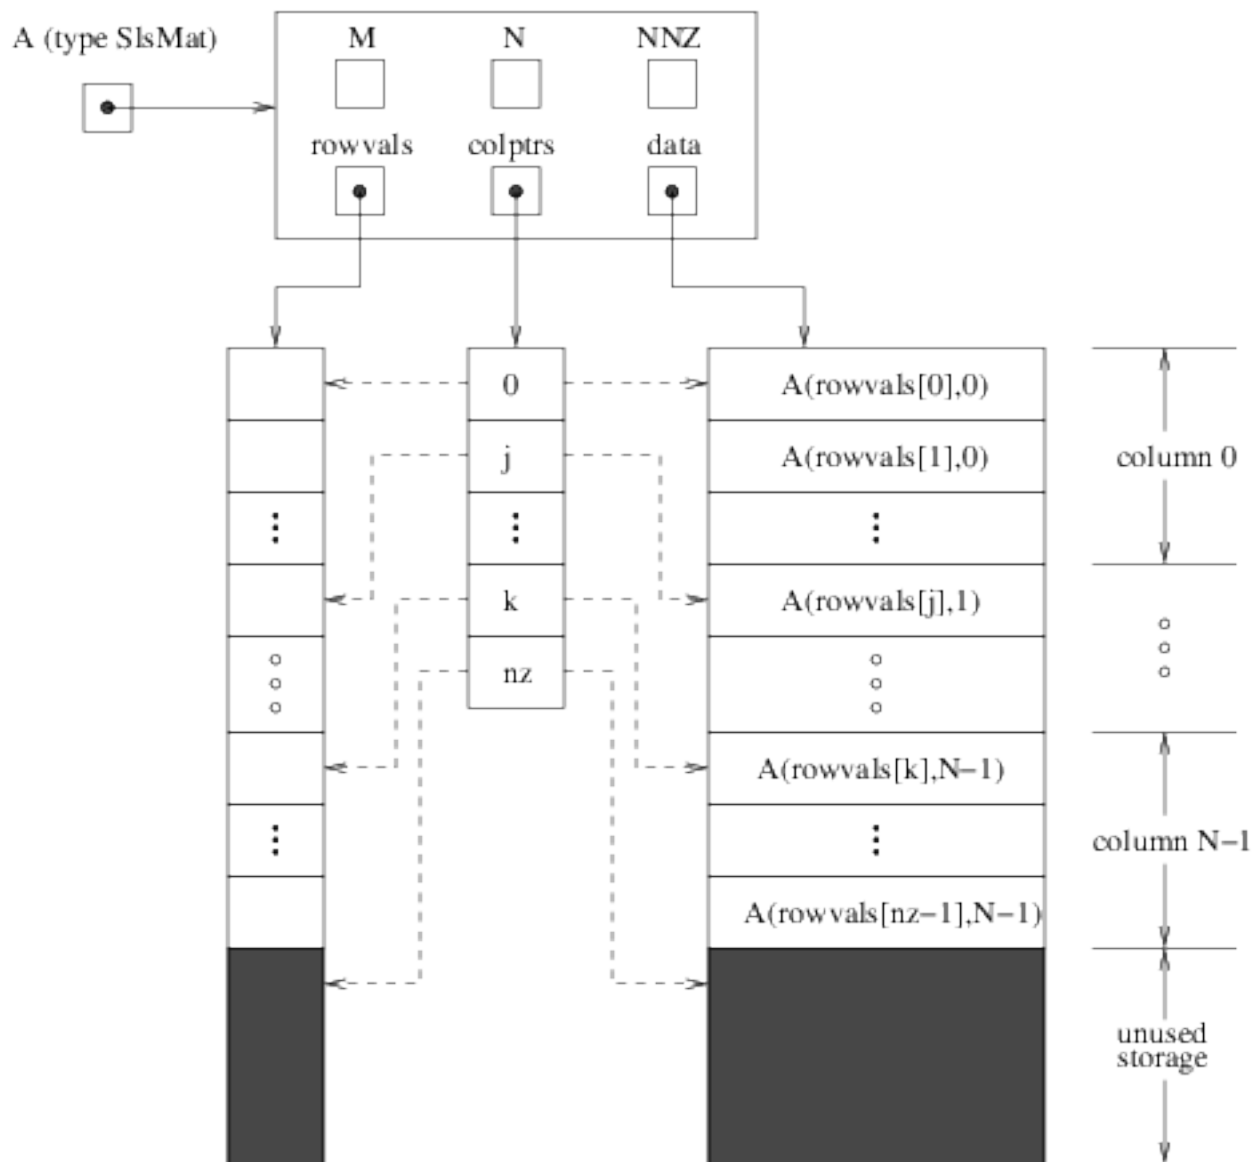 A (type SlsMat)
M N NNZ
rowvals colptrs data
0 A(rowvals[0],0)
j A(rowvals[1],0)
column 0
k A(rowvals[j],1)
nz
A(rowvals[k],N−1)
column N−1
A(rowvals[nz−1],N−1)
unused
storage